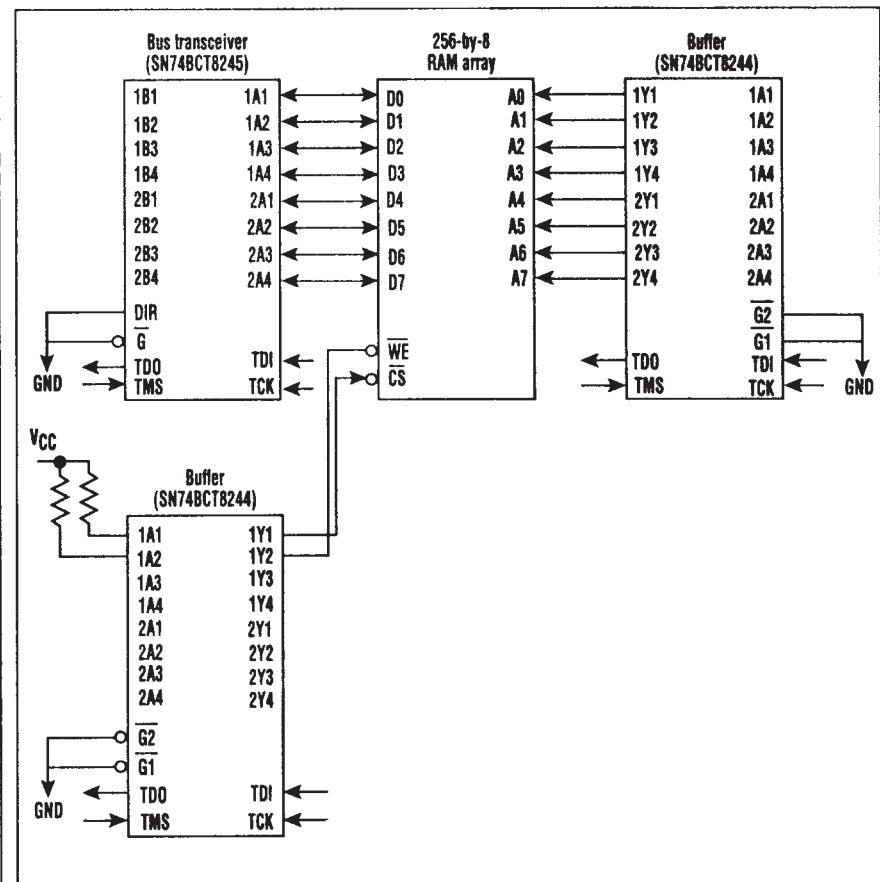 Bus transceiver
(SN74BCT8245)
1B1 1A1
1B2 1A2
1B3 1A3
1B4 1A4
2B1 2A1
2B2 2A2
2B3 2A3
2B4 2A4
DIR
G
TDO TDI
TMS TCK
GND
256-by-8
RAM array
D0 A0
D1 A1
D2 A2
D3 A3
D4 A4
D5 A5
D6 A6
D7 A7
WE
CS
Buffer
(SN74BCT8244)
1Y1 1A1
1Y2 1A2
1Y3 1A3
1Y4 1A4
2Y1 2A1
2Y2 2A2
2Y3 2A3
2Y4 2A4
G2
G1
TDO TDI
TMS TCK
GND
VCC
Buffer
(SN74BCT8244)
1A1 1Y1
1A2 1Y2
1A3 1Y3
1A4 1Y4
2A1 2Y1
2A2 2Y2
2A3 2Y3
2A4 2Y4
G2
G1
TDO TDI
TMS TCK
GND